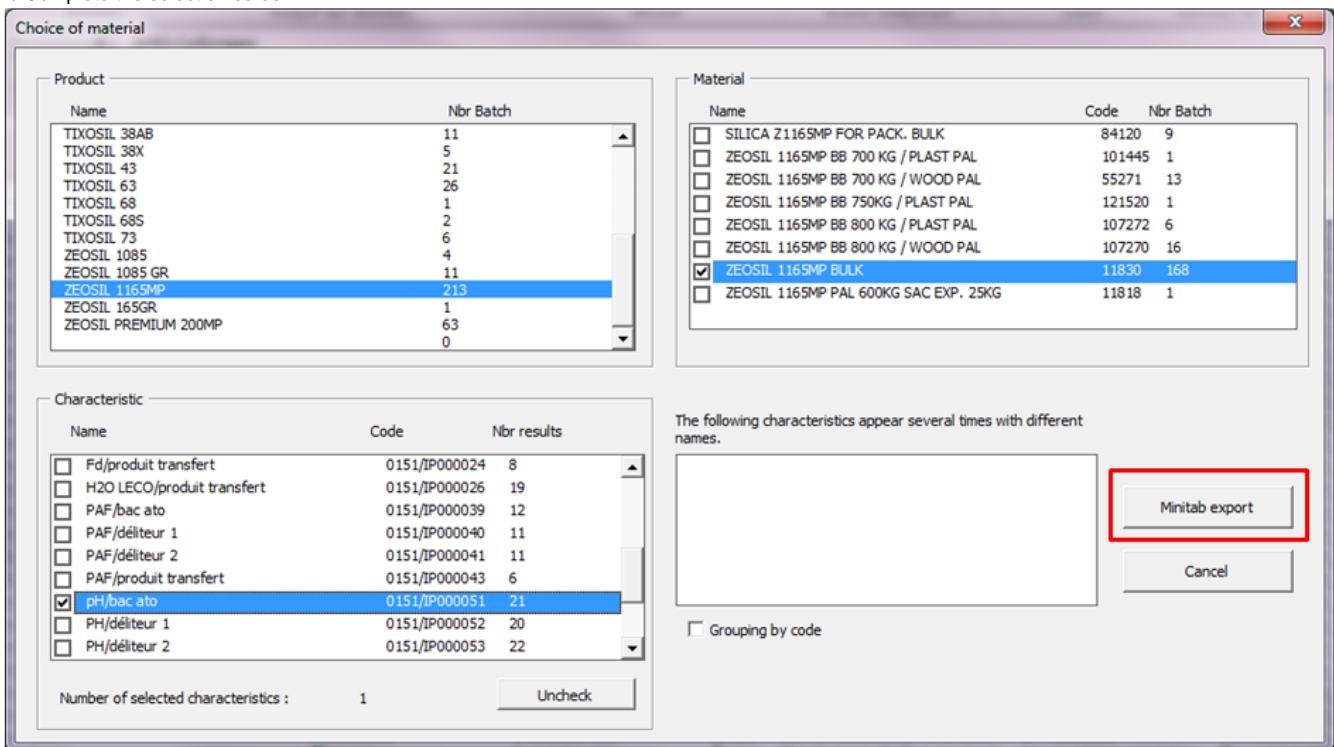 Choice of material
x
Product
Name Nbr Batch
TIXOSIL 38AB 11
TIXOSIL 38X 5
TIXOSIL 43 21
TIXOSIL 63 26
TIXOSIL 68 1
TIXOSIL 68S 2
TIXOSIL 73 6
ZEOSIL 1085 4
ZEOSIL 1085 GR 11
ZEOSIL 1165MP 213
ZEOSIL 165GR 1
ZEOSIL PREMIUM 200MP 63
0
Material
Name Code Nbr Batch
SILICA Z1165MP FOR PACK. BULK 84120 9
ZEOSIL 1165MP BB 700 KG / PLAST PAL 101445 1
ZEOSIL 1165MP BB 700 KG / WOOD PAL 55271 13
ZEOSIL 1165MP BB 750KG / PLAST PAL 121520 1
ZEOSIL 1165MP BB 800 KG / PLAST PAL 107272 6
ZEOSIL 1165MP BB 800 KG / WOOD PAL 107270 16
ZEOSIL 1165MP BULK 11830 168
ZEOSIL 1165MP PAL 600KG SAC EXP. 25KG 11818 1
Characteristic
Name Code Nbr results
Fd/produit transfert 0151/IP000024 8
H2O LECO/produit transfert 0151/IP000026 19
PAF/bac ato 0151/IP000039 12
PAF/déliteur 1 0151/IP000040 11
PAF/déliteur 2 0151/IP000041 11
PAF/produit transfert 0151/IP000043 6
pH/bac ato 0151/IP000051 21
PH/déliteur 1 0151/IP000052 20
PH/déliteur 2 0151/IP000053 22
Number of selected characteristics : 1
Uncheck
The following characteristics appear several times with different
names.
Minitab export
Cancel
Grouping by code